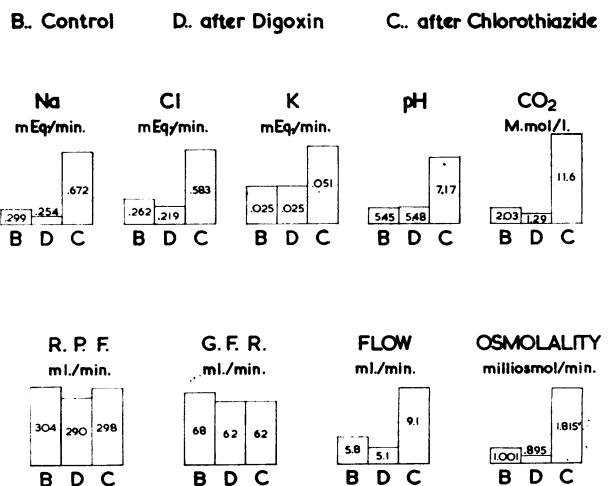 B.. Control D.. after Digoxin C.. after Chlorothiazide
Na Cl K pH CO2
mEq/min. mEq/min. mEq/min. M.mol/l.
.299 .254 .672 .262 .219 .583 .025 .025 .051 5.45 5.48 7.17 2.03 1.29 11.6
B D C B D C B D C B D C B D C
R. P. F. G. F. R. FLOW OSMOLALITY
ml./min. ml./min. ml./min. milliosmol/min.
304 290 298 68 62 62 5.8 5.1 9.1 1.001 .895 1.815
B D C B D C B D C B D C